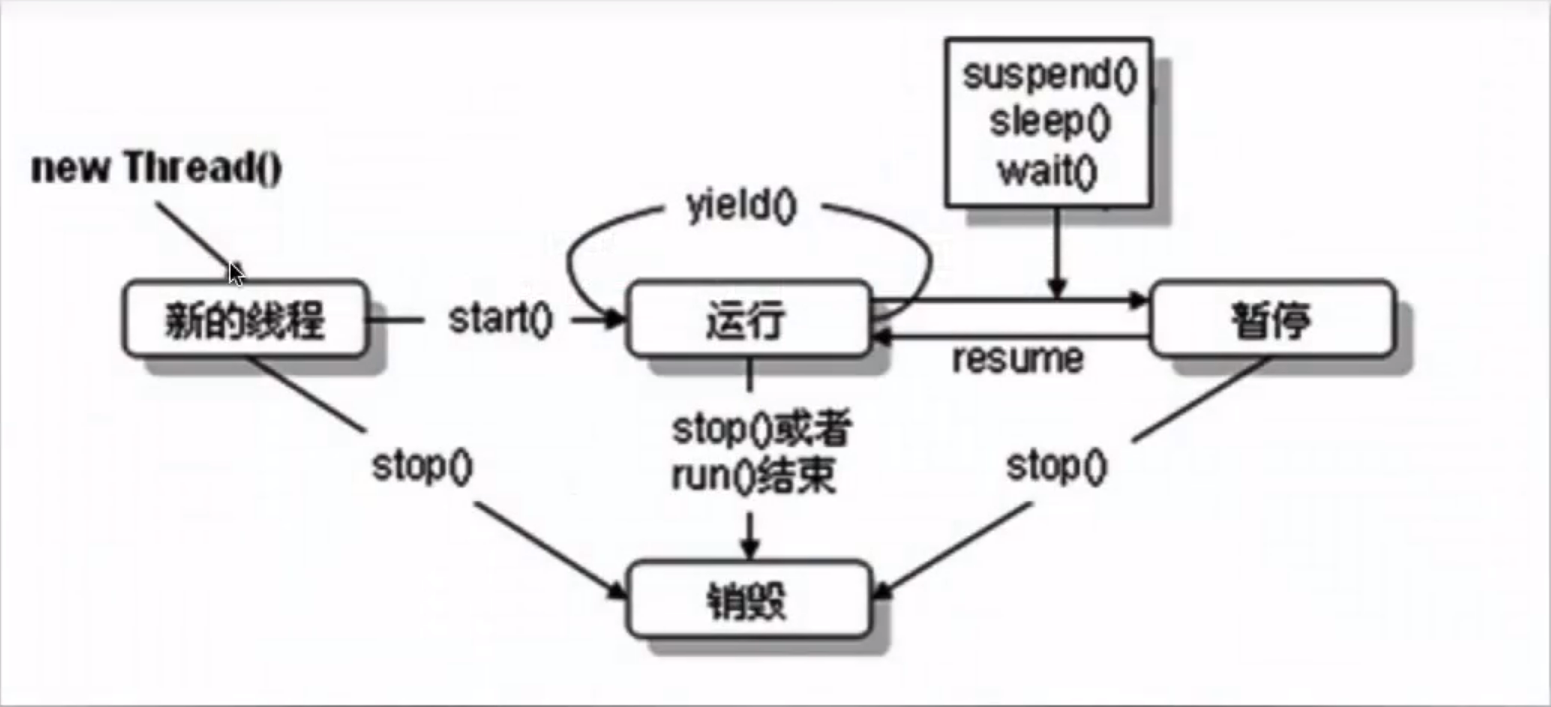 suspend()
sleep()
wait()
new Thread()
yield()
新的线程
start()
运行
暂停
resume
stop()或者
run()结束
stop()
stop()
销毁